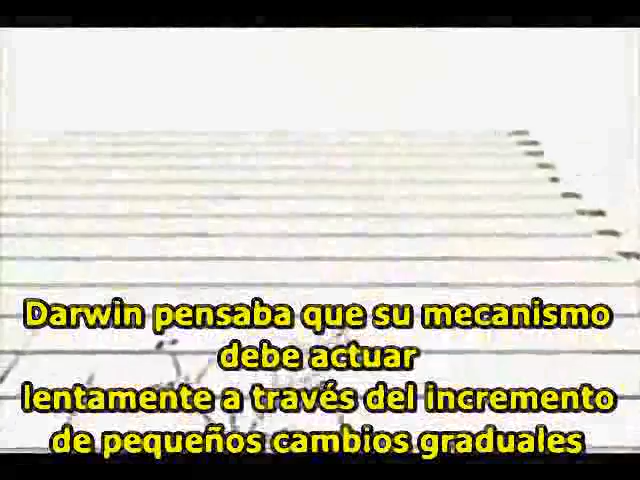 Darwin pensaba que su mecanismo
debe actuar
lentamente a través del incremento
de pequeños cambios graduales